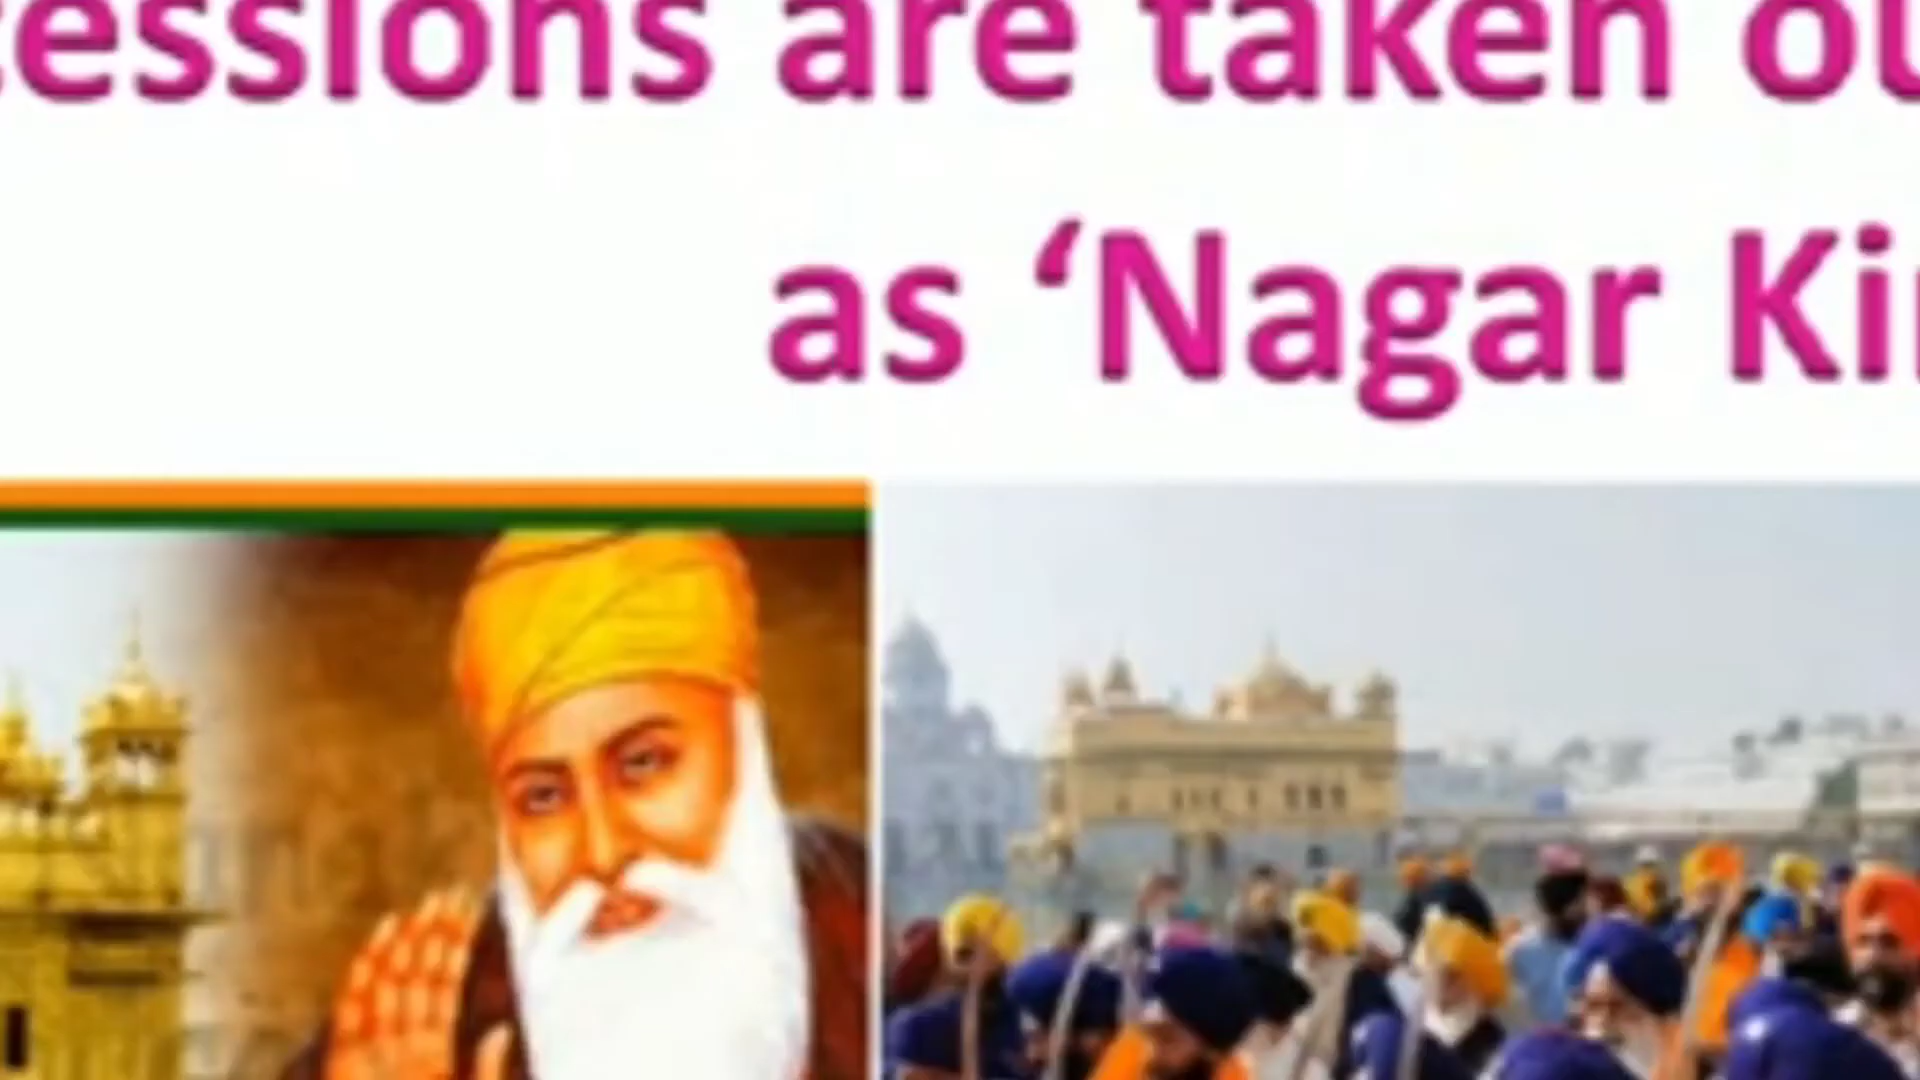 essions are taken ou
as ‘Nagar Ki